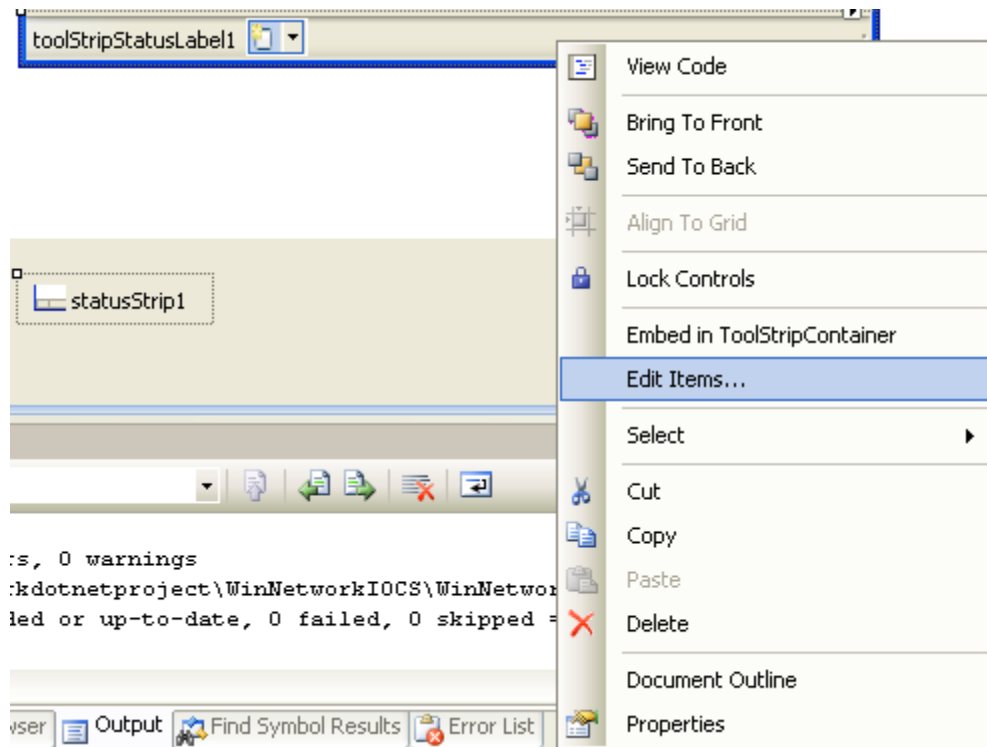 toolStripStatusLabel1
View Code
Bring To Front
Send To Back
Align To Grid
Lock Controls
statusStrip1
Embed in ToolStripContainer
Edit Items...
Select
Cut
Copy
Paste
Delete
Document Outline
Properties
rs, 0 warnings
rkdotnetproject\WinNetworkIOCS\WinNetwor
ded or up-to-date, 0 failed, 0 skipped =
wser Output Find Symbol Results Error List